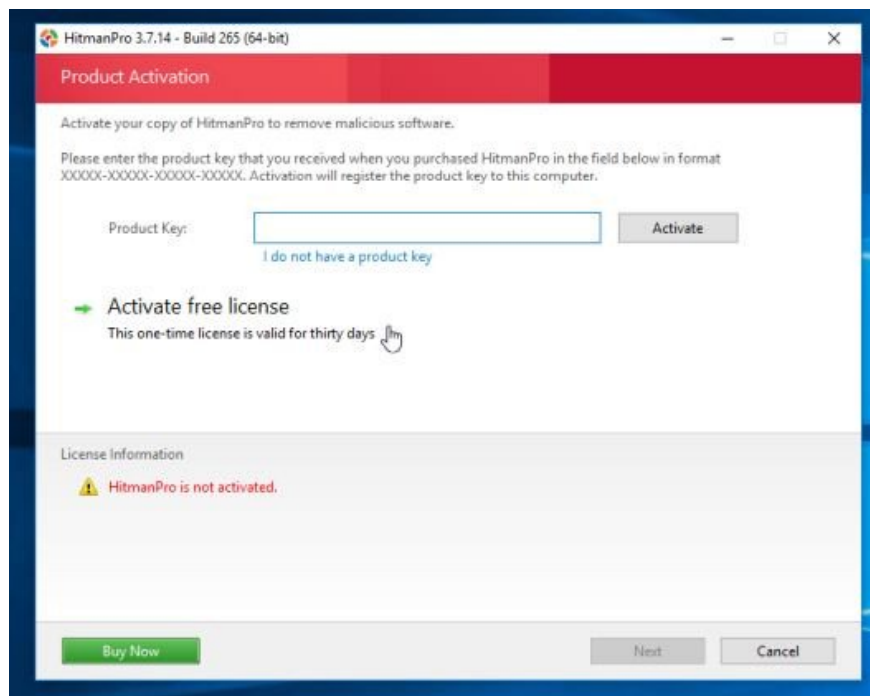 HitmanPro 3.7.14 - Build 265 (64-bit)
Product Activation
Activate your copy of HitmanPro to remove malicious software.
Please enter the product key that you received when you purchased HitmanPro in the field below in format
XXXXX-XXXXX-XXXXX-XXXXX. Activation will register the product key to this computer.
Product Key:
Activate
I do not have a product key
Activate free license
This one-time license is valid for thirty days
License Information
HitmanPro is not activated.
Buy Now
Next
Cancel